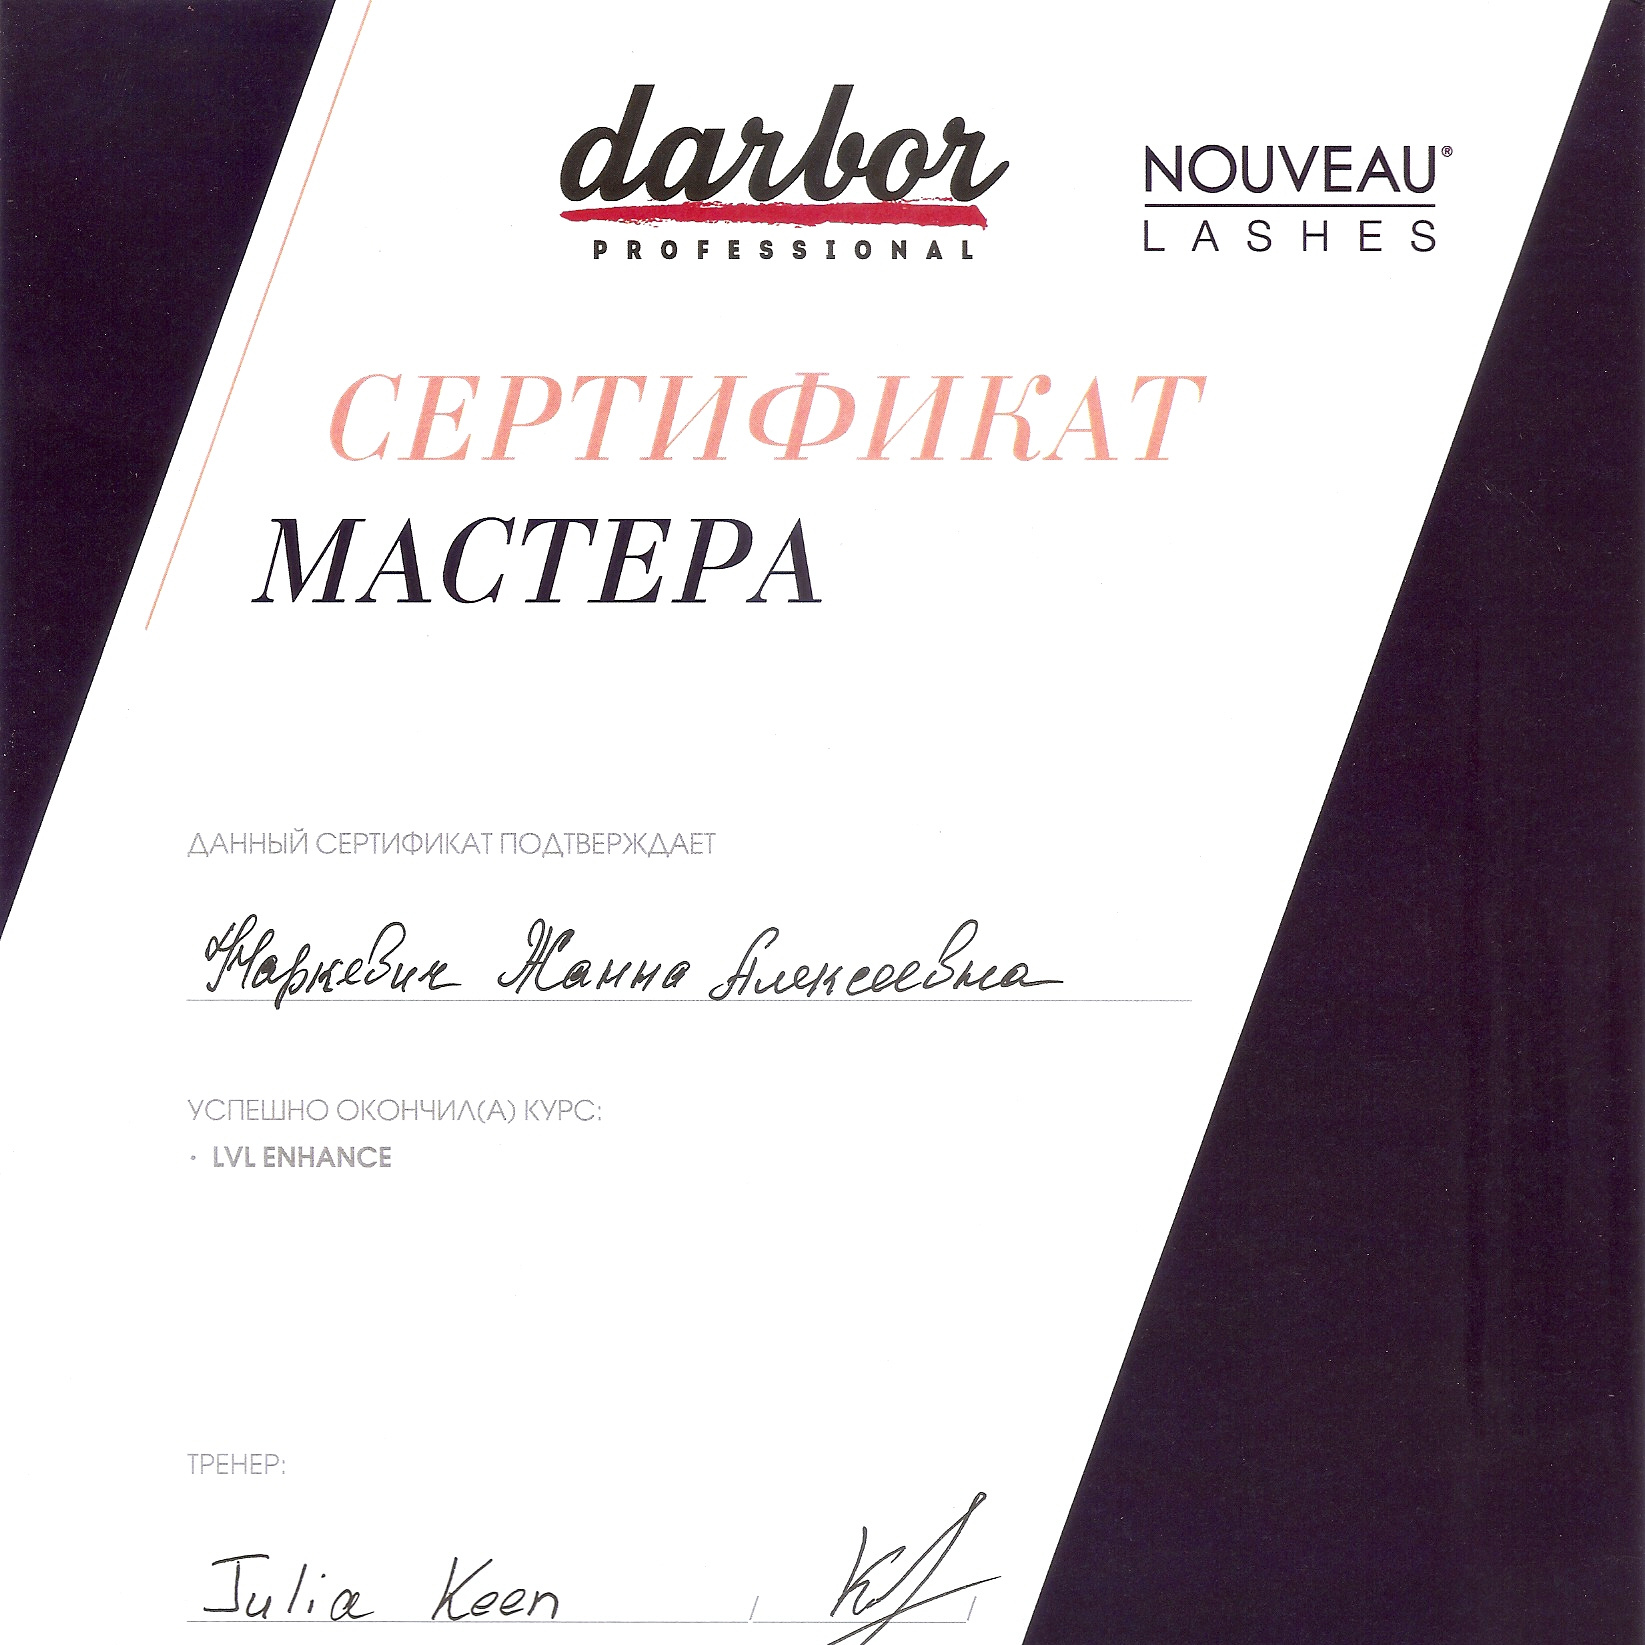 darbor
PROFESSIONAL
NOUVEAU®
LASHES
СЕРТИФИКАТ
МАСТЕРА
ДАННЫЙ СЕРТИФИКАТ ПОДТВЕРЖДАЕТ
Маркевич Жанна Алексеевна
УСПЕШНО ОКОНЧИЛ(А) КУРС:
· LVL ENHANCE
ТРЕНЕР:
Julia Keen / /